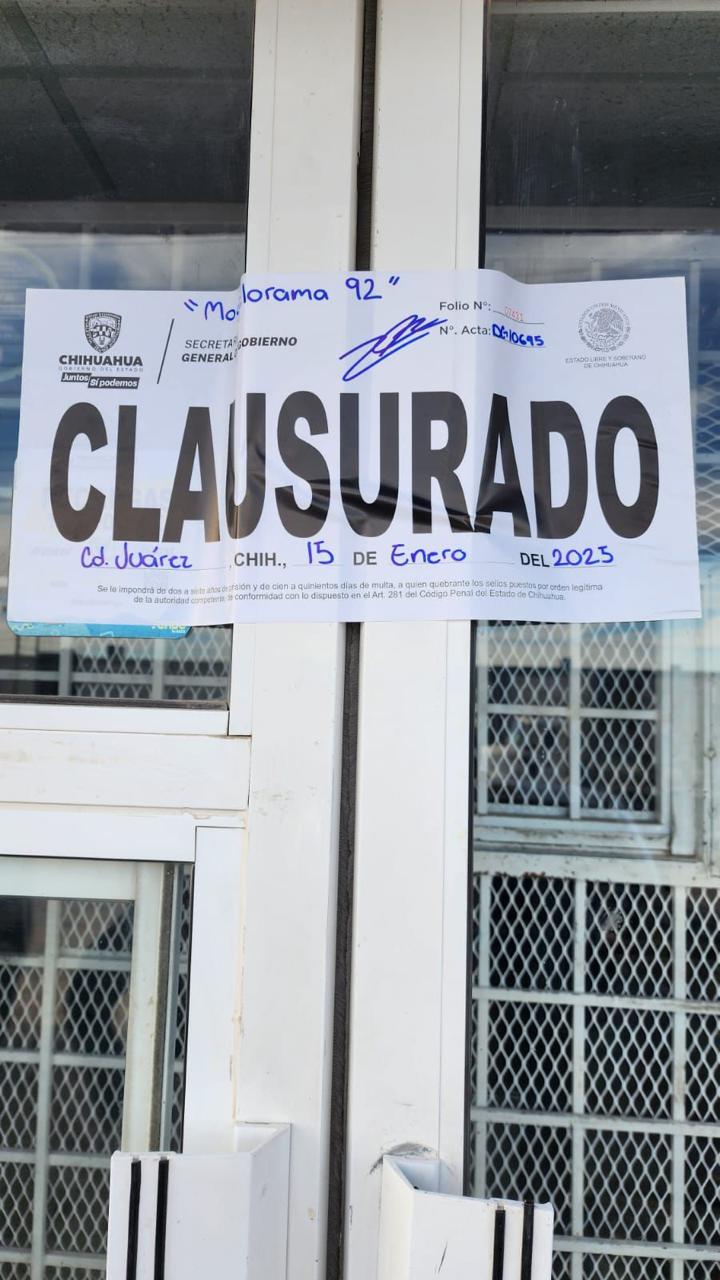 "Modelorama 92"
Folio N°:
N°. Acta: DG/0695
CHIHUAHUA
GOBIERNO DEL ESTADO
Juntos Sí podemos
GENERAL GOBIERNO
ESTADO LIBRE Y SOBERANO
DE CHIHUAHUA
CLAUSURADO
Cd. Juárez, CHIH., 15 DE Enero DEL 2025
Se le impondrá de dos a siete años de prisión y de cien a quinientos días de multa, a quien quebrante los sellos puestos por orden legítima
de la autoridad competente, de conformidad con lo dispuesto en el Art. 281 del Código Penal del Estado de Chihuahua.